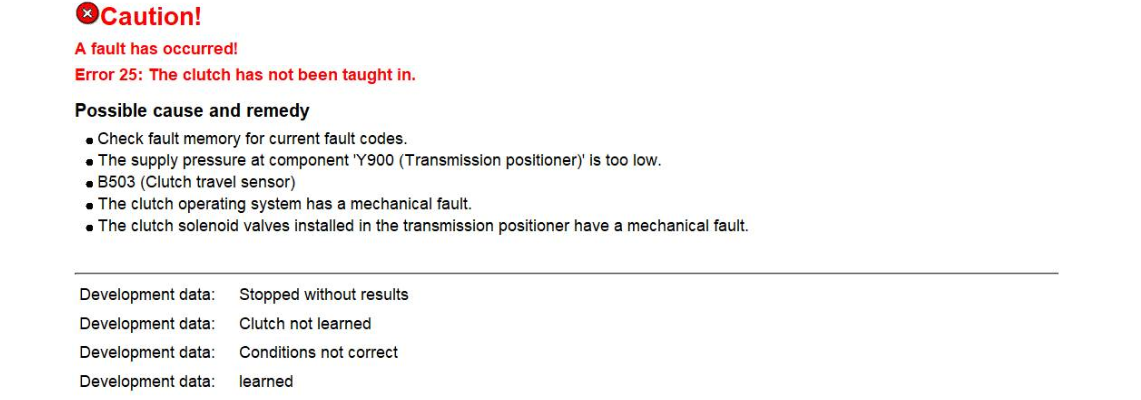 Caution!
A fault has occurred!
Error 25: The clutch has not been taught in.
Possible cause and remedy
Check fault memory for current fault codes.
The supply pressure at component 'Y900 (Transmission positioner)' is too low.
B503 (Clutch travel sensor)
The clutch operating system has a mechanical fault.
The clutch solenoid valves installed in the transmission positioner have a mechanical fault.
Development data: Stopped without results
Development data: Clutch not learned
Development data: Conditions not correct
Development data: learned